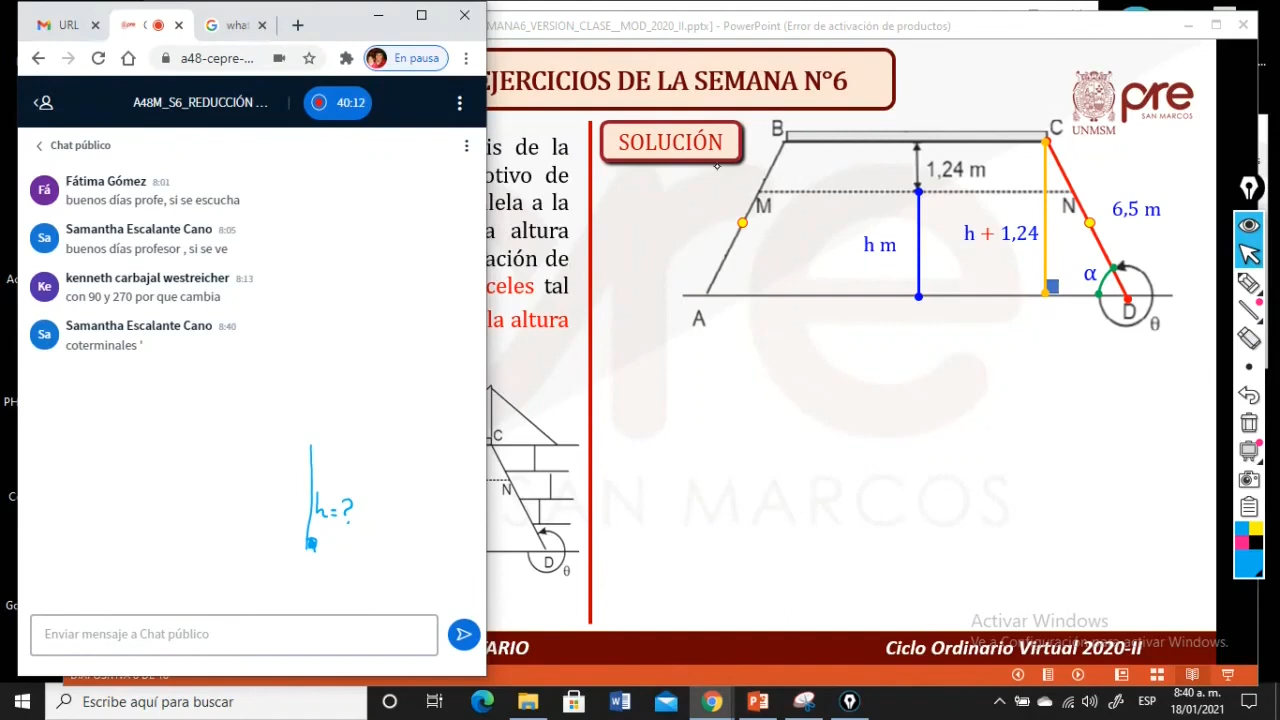 URL
what
MANA6_VERSION_CLASE__MOD_2020_II.pptx] - PowerPoint (Error de activación de productos)
a48-cepre-...
En pausa
A48M_S6_REDUCCIÓN ...
40:12
Chat público
Fátima Gómez 8:01
buenos días profe, si se escucha
Samantha Escalante Cano 8:05
buenos días profesor , si se ve
kenneth carbajal westreicher 8:13
con 90 y 270 por que cambia
Samantha Escalante Cano 8:40
coterminales '
h=?
Enviar mensaje a Chat público
EJERCICIOS DE LA SEMANA N°6
UNMSM
pre
SAN MARCOS
is de la
otivo de
lela a la
a altura
ación de
celes tal
la altura
C
N
D
θ
SOLUCIÓN
B
C
1,24 m
M
N
6,5 m
h m
h + 1,24
α
A
D
θ
pre
SAN MARCOS
Activar Windows
Ve a Configuración para activar Windows.
ARIO
Ciclo Ordinario Virtual 2020-II
Escribe aquí para buscar
ESP
8:40 a. m.
18/01/2021